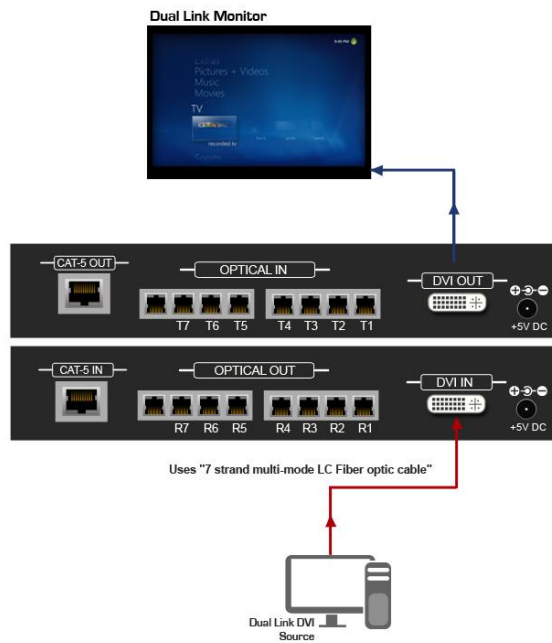 Dual Link Monitor
Extras
Pictures + Videos
Music
Movies
TV
recorded tv
Sports
CAT-5 OUT
OPTICAL IN
DVI OUT
T7 T6 T5 T4 T3 T2 T1
+5V DC
CAT-5 IN
OPTICAL OUT
DVI IN
R7 R6 R5 R4 R3 R2 R1
+5V DC
Uses "7 strand multi-mode LC Fiber optic cable"
Dual Link DVI
Source